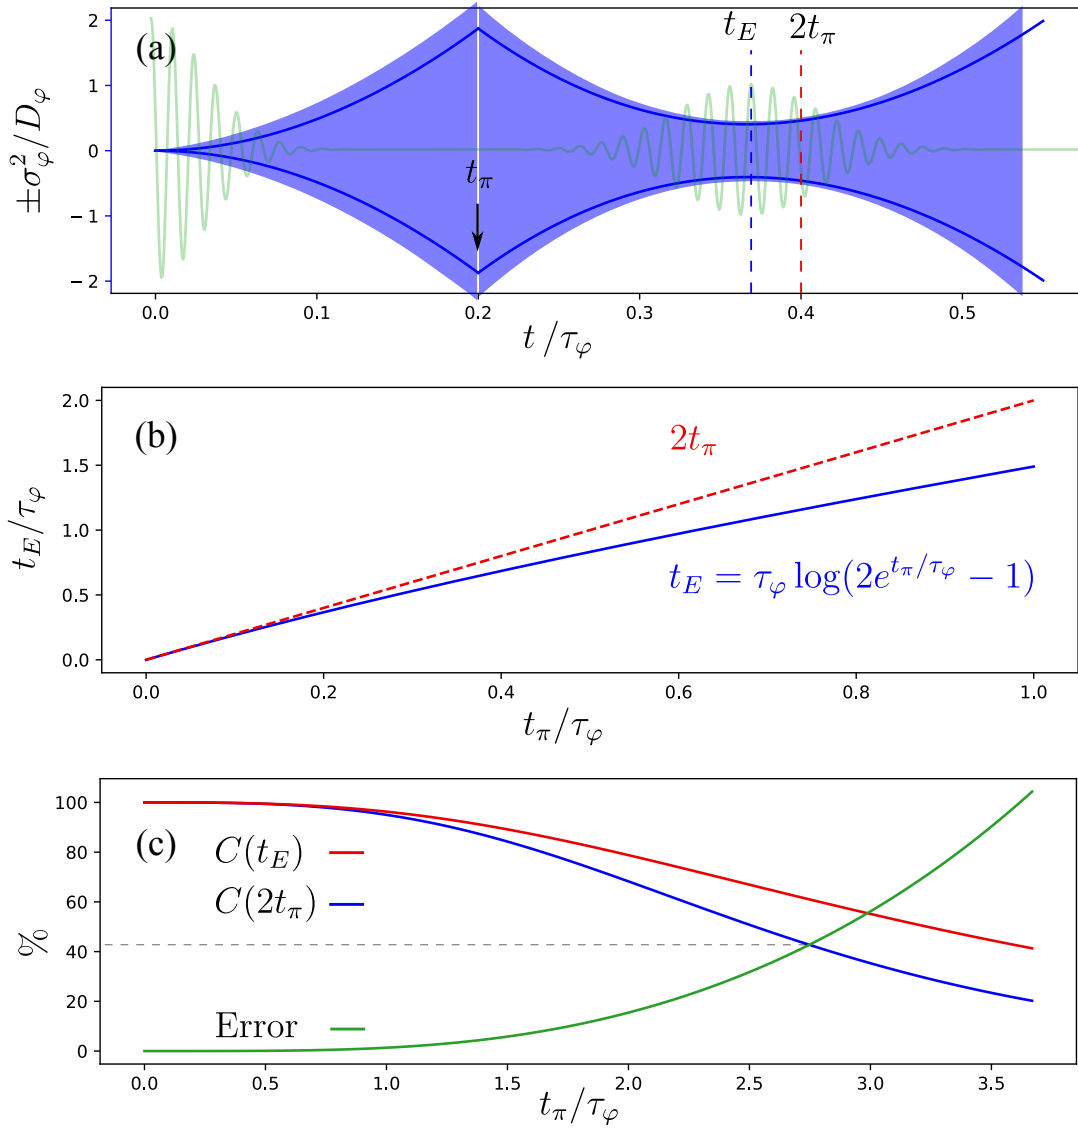 (a)
t_E
2t_π
t_π
±σ_φ^2/D_φ
2
1
0
−1
−2
0.0 0.1 0.2 0.3 0.4 0.5
t/τ_φ
(b)
2t_π
t_E = τ_φ log(2e^{t_π/τ_φ} − 1)
t_E/τ_φ
2.0
1.5
1.0
0.5
0.0
0.0 0.2 0.4 0.6 0.8 1.0
t_π/τ_φ
(c)
C(t_E)
C(2t_π)
Error
%
100
80
60
40
20
0
0.0 0.5 1.0 1.5 2.0 2.5 3.0 3.5
t_π/τ_φ